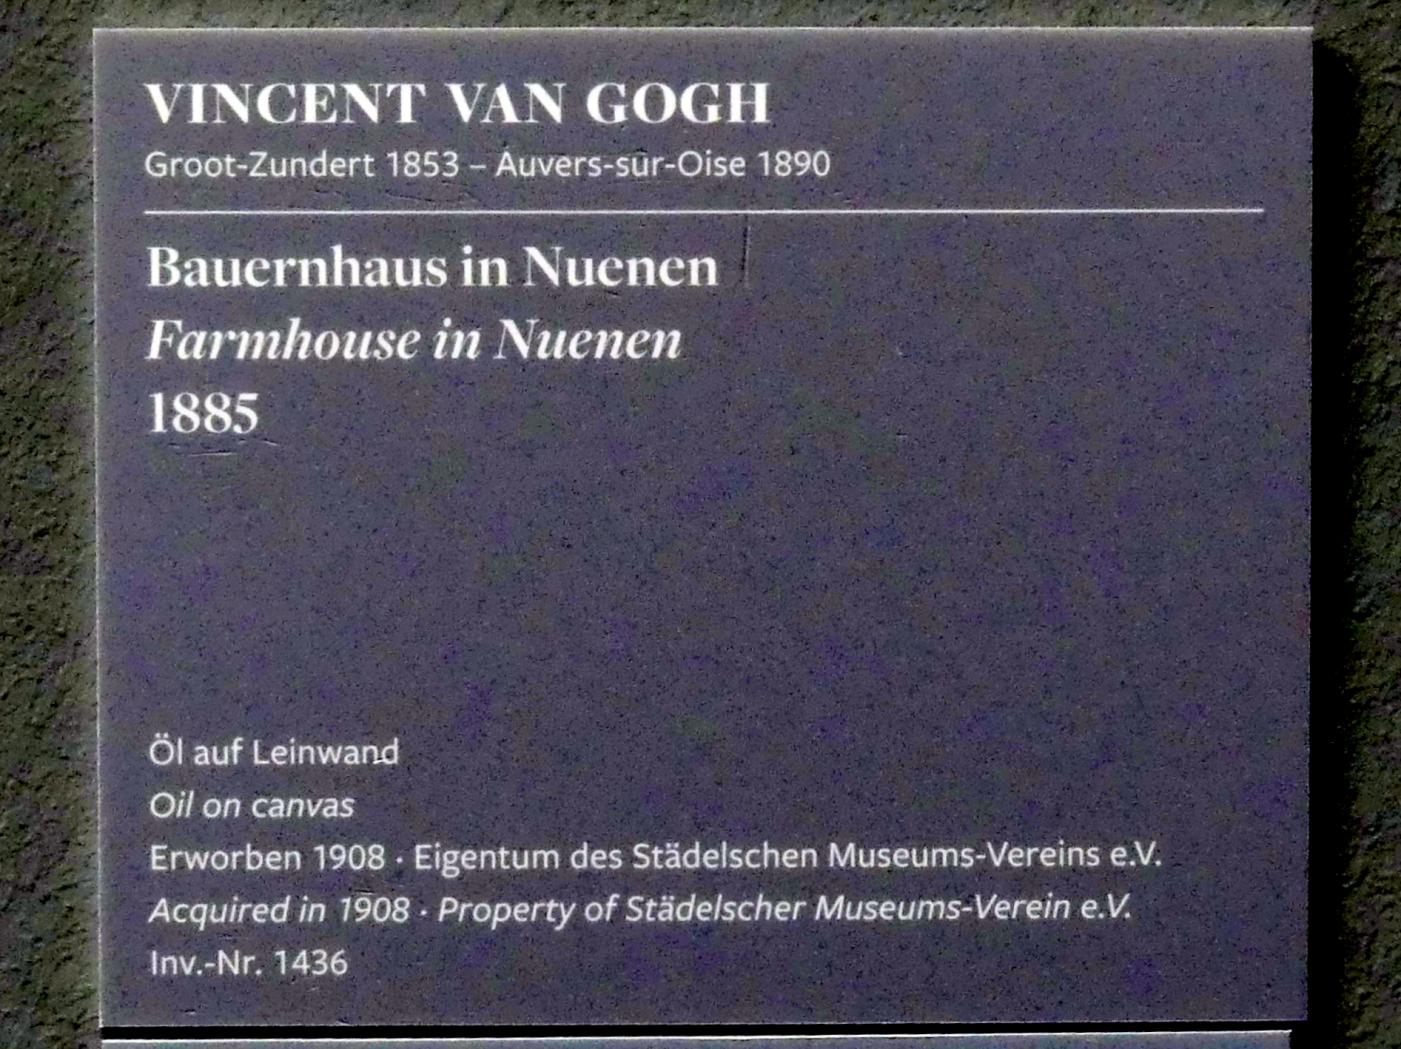 VINCENT VAN GOGH
Groot-Zundert 1853 – Auvers-sur-Oise 1890
Bauernhaus in Nuenen
Farmhouse in Nuenen
1885
Öl auf Leinwand
Oil on canvas
Erworben 1908 · Eigentum des Städelschen Museums-Vereins e.V.
Acquired in 1908 · Property of Städelscher Museums-Verein e.V.
Inv.-Nr. 1436